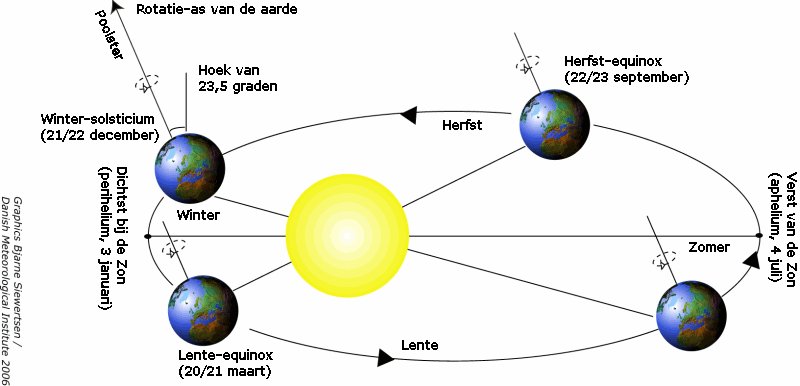 Rotatie-as van de aarde
Poolster
Hoek van
23,5 graden
Herfst-equinox
(22/23 september)
Winter-solsticium
(21/22 december)
Herfst
Dichtst bij de Zon
(perihelium, 3 januari)
Winter
Zomer
Verst van de Zon
(aphelium, 4 juli)
Lente-equinox
(20/21 maart)
Lente
Graphics Bjarne Siewertsen /
Danish Meteorological Institute 2006